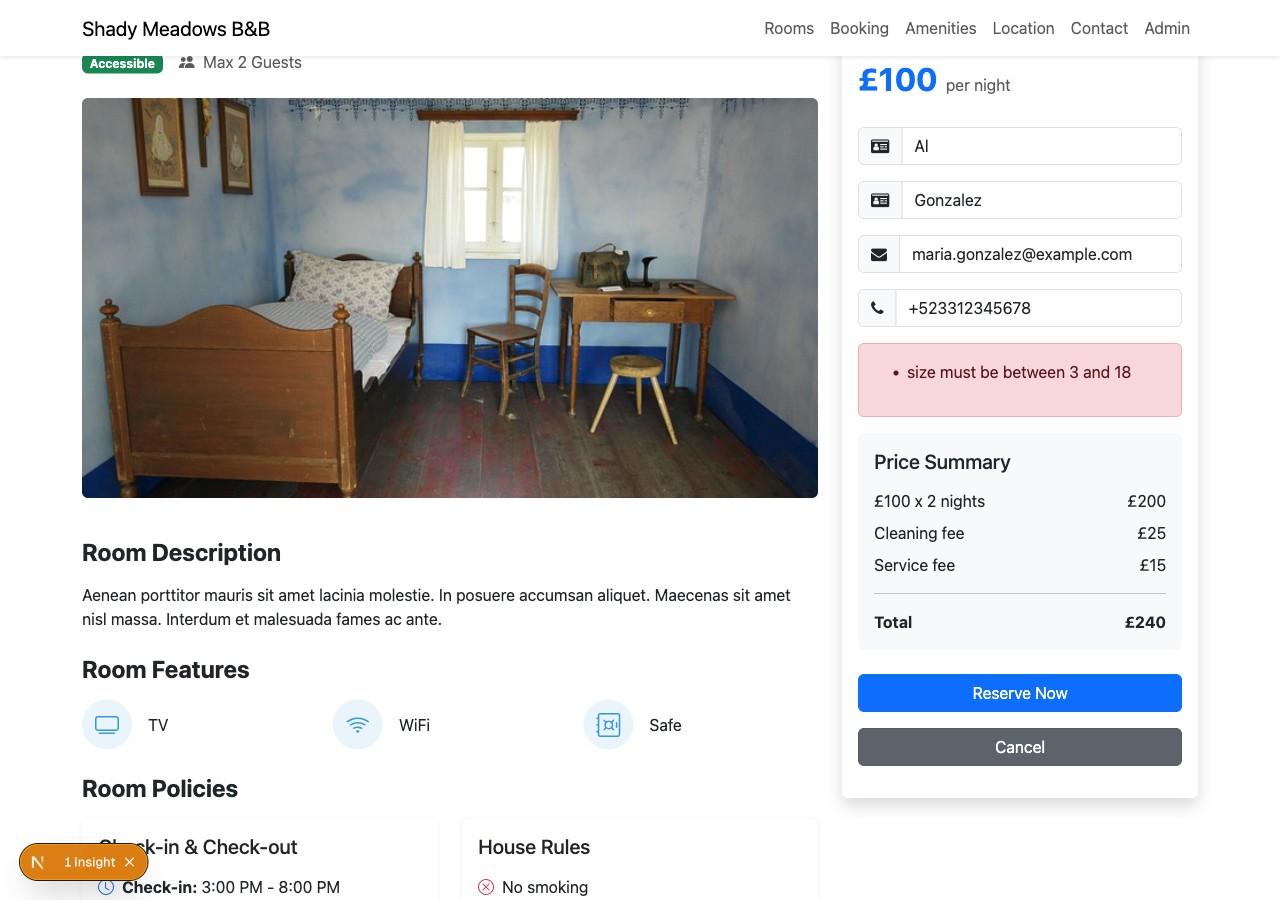 Shady Meadows B&B
Rooms Booking Amenities Location Contact Admin
Accessible Max 2 Guests
£100 per night
Al
Gonzalez
maria.gonzalez@example.com
+523312345678
size must be between 3 and 18
Price Summary
£100 x 2 nights £200
Cleaning fee £25
Service fee £15
Total £240
Reserve Now
Cancel
Room Description
Aenean porttitor mauris sit amet lacinia molestie. In posuere accumsan aliquet. Maecenas sit amet
nisl massa. Interdum et malesuada fames ac ante.
Room Features
TV WiFi Safe
Room Policies
Check-in & Check-out
Check-in: 3:00 PM - 8:00 PM
House Rules
No smoking
1 Insight